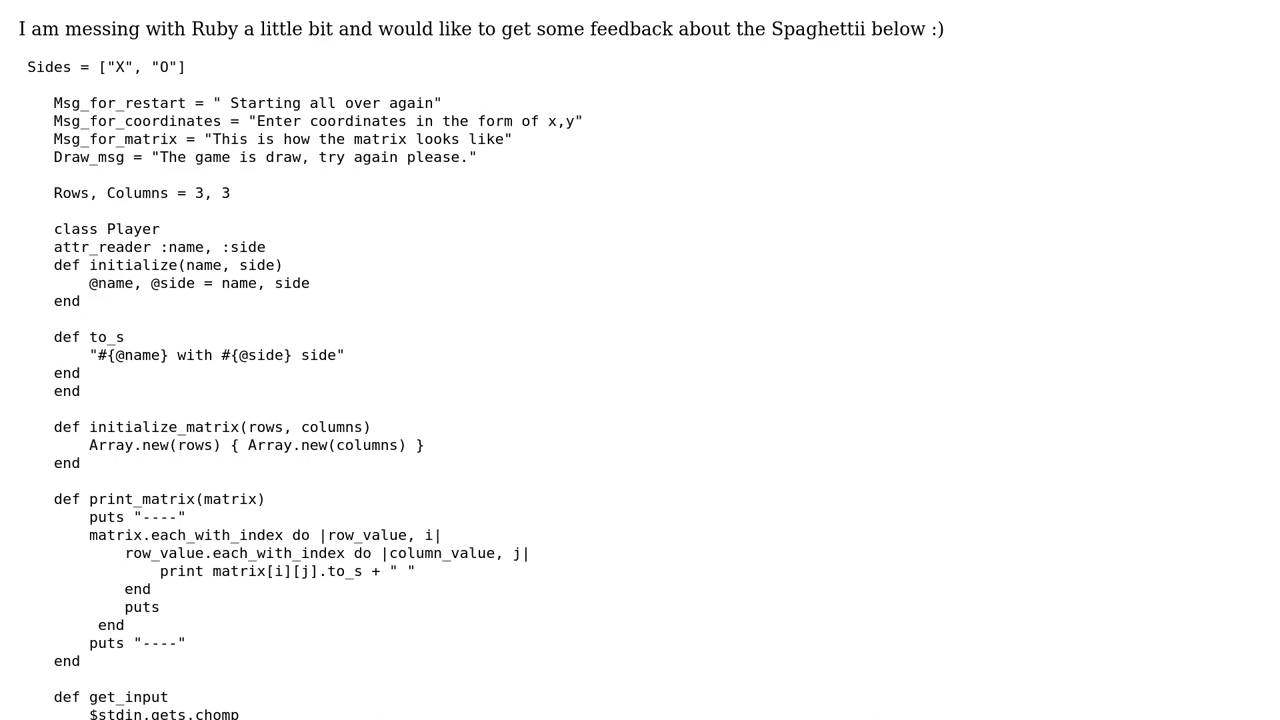 I am messing with Ruby a little bit and would like to get some feedback about the Spaghettii below :)
Sides = ["X", "O"]
Msg_for_restart = " Starting all over again"
Msg_for_coordinates = "Enter coordinates in the form of x,y"
Msg_for_matrix = "This is how the matrix looks like"
Draw_msg = "The game is draw, try again please."
Rows, Columns = 3, 3
class Player
attr_reader :name, :side
def initialize(name, side)
@name, @side = name, side
end
def to_s
"#{@name} with #{@side} side"
end
end
def initialize_matrix(rows, columns)
Array.new(rows) { Array.new(columns) }
end
def print_matrix(matrix)
puts "----"
matrix.each_with_index do |row_value, i|
row_value.each_with_index do |column_value, j|
print matrix[i][j].to_s + " "
end
puts
end
puts "----"
end
def get_input
$stdin.gets.chomp